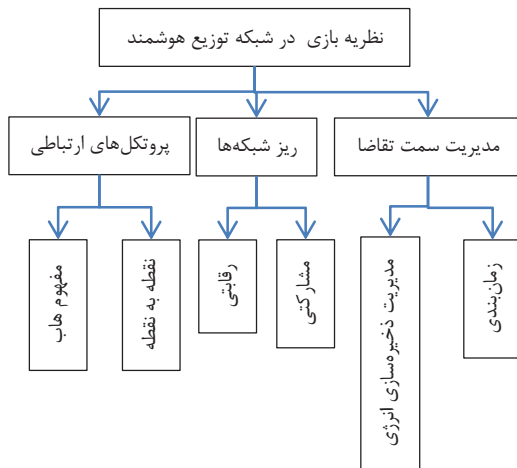 نظریه بازی در شبکه توزیع هوشمند
مدیریت سمت تقاضا
ریز شبکه‌ها
پروتکل‌های ارتباطی
زمان‌بندی
مدیریت ذخیره‌سازی انرژی
مشارکتی
رقابتی
نقطه به نقطه
مفهوم هاب